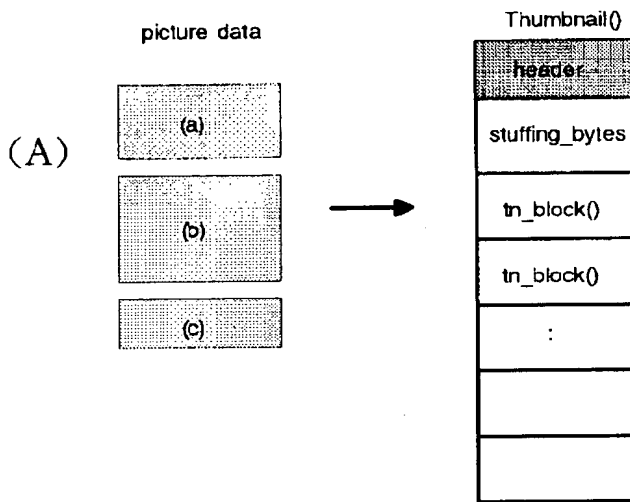 picture data
Thumbnail()
header
(A)
(a)
stuffing_bytes
(b)
tn_block()
tn_block()
(c)
: